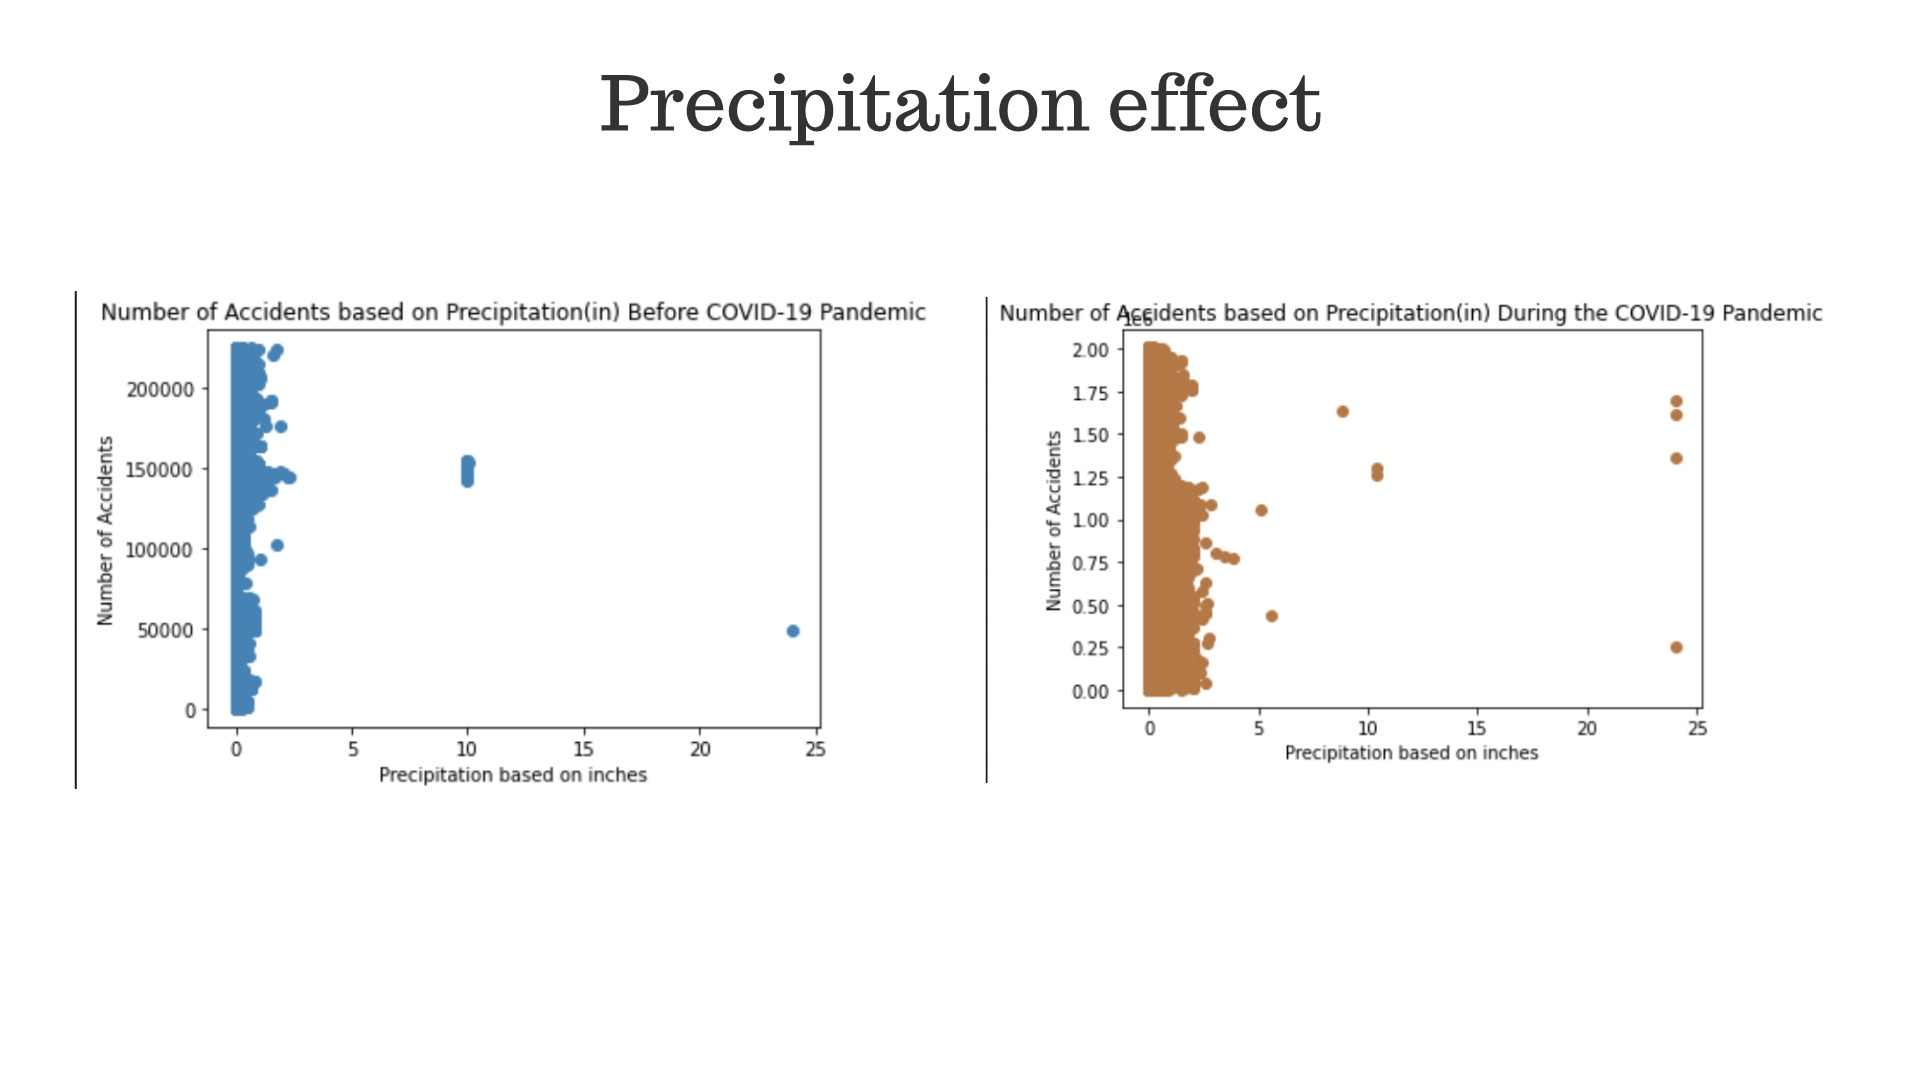 Precipitation effect
Number of Accidents based on Precipitation(in) Before COVID-19 Pandemic
Number of Accidents
200000
150000
100000
50000
0
0 5 10 15 20 25
Precipitation based on inches
Number of Accidents based on Precipitation(in) During the COVID-19 Pandemic
1e6
Number of Accidents
2.00
1.75
1.50
1.25
1.00
0.75
0.50
0.25
0.00
0 5 10 15 20 25
Precipitation based on inches